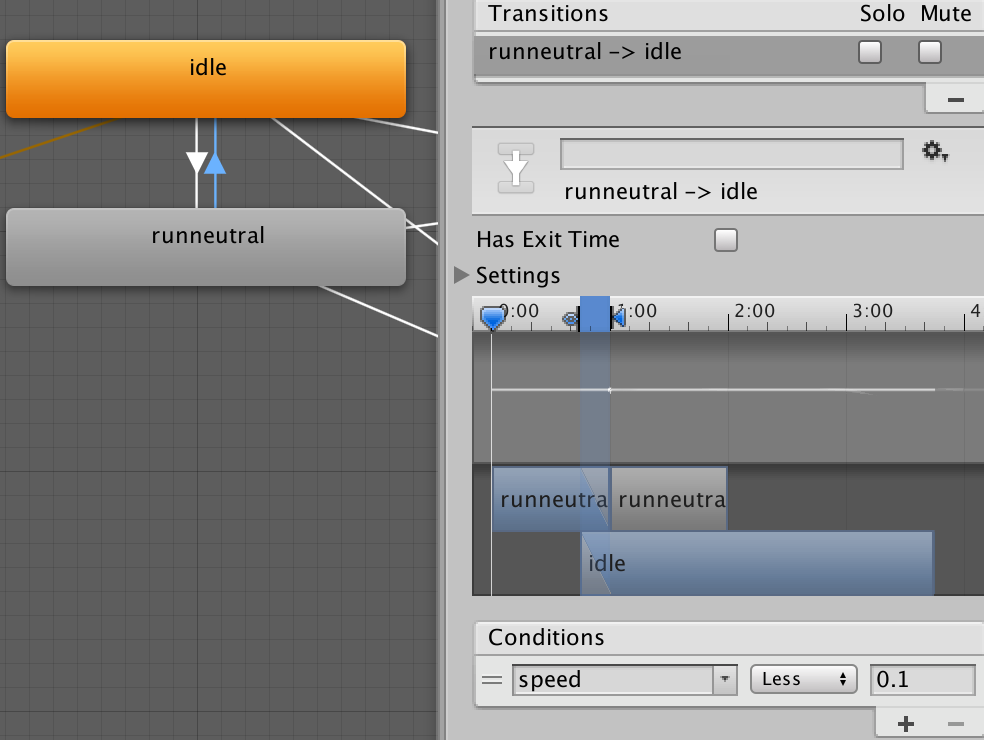 idle
runneutral
Transitions Solo Mute
runneutral -> idle
runneutral -> idle
Has Exit Time
Settings
0:00 1:00 2:00 3:00 4
runneutra runneutra
idle
Conditions
speed Less 0.1